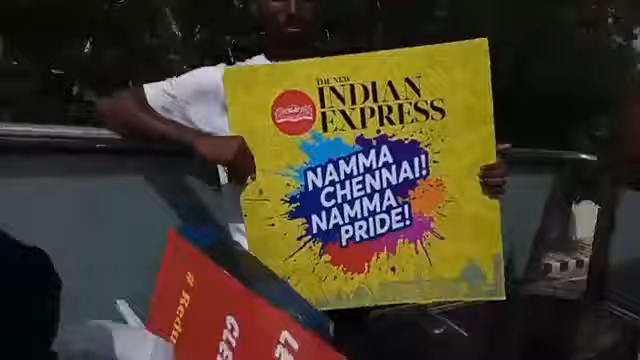 THE NEW
INDIAN
EXPRESS
NAMMA
CHENNAI!
NAMMA
PRIDE!